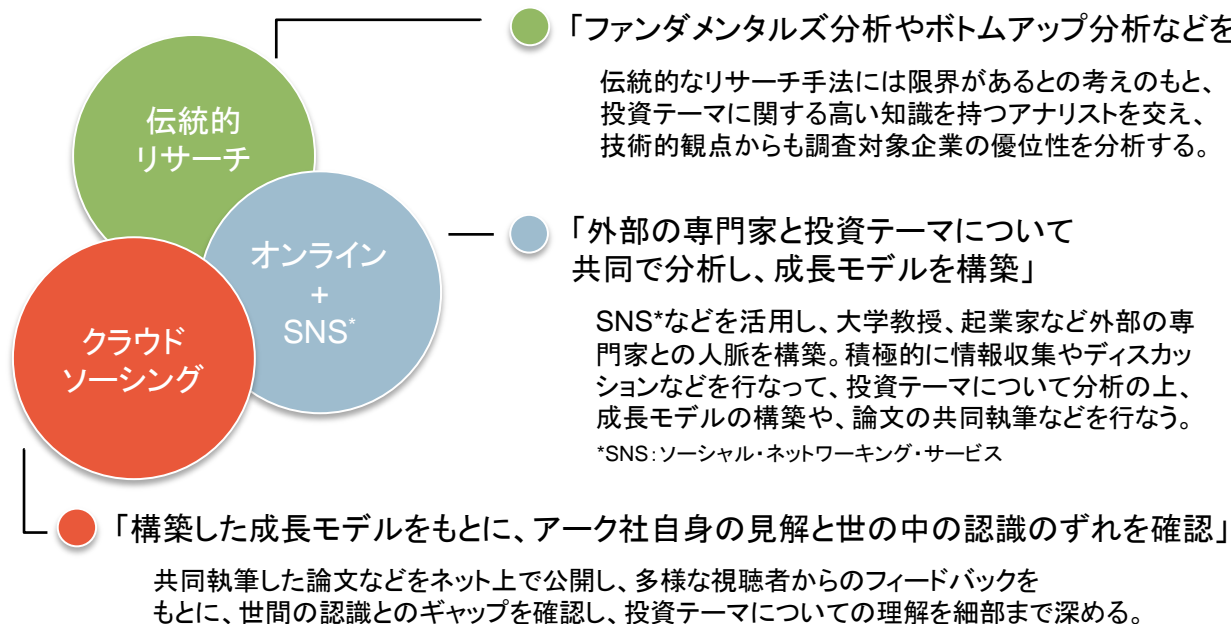 「ファンダメンタルズ分析やボトムアップ分析などを
伝統的なリサーチ手法には限界があるとの考えのもと、
投資テーマに関する高い知識を持つアナリストを交え、
技術的観点からも調査対象企業の優位性を分析する。
伝統的
リサーチ
「外部の専門家と投資テーマについて
共同で分析し、成長モデルを構築」
オンライン
+
SNS*
SNS*などを活用し、大学教授、起業家など外部の専
門家との人脈を構築。積極的に情報収集やディスカッ
ションなどを行なって、投資テーマについて分析の上、
成長モデルの構築や、論文の共同執筆などを行なう。
*SNS:ソーシャル・ネットワーキング・サービス
クラウド
ソーシング
「構築した成長モデルをもとに、アーク社自身の見解と世の中の認識のずれを確認」
共同執筆した論文などをネット上で公開し、多様な視聴者からのフィードバックを
もとに、世間の認識とのギャップを確認し、投資テーマについての理解を細部まで深める。